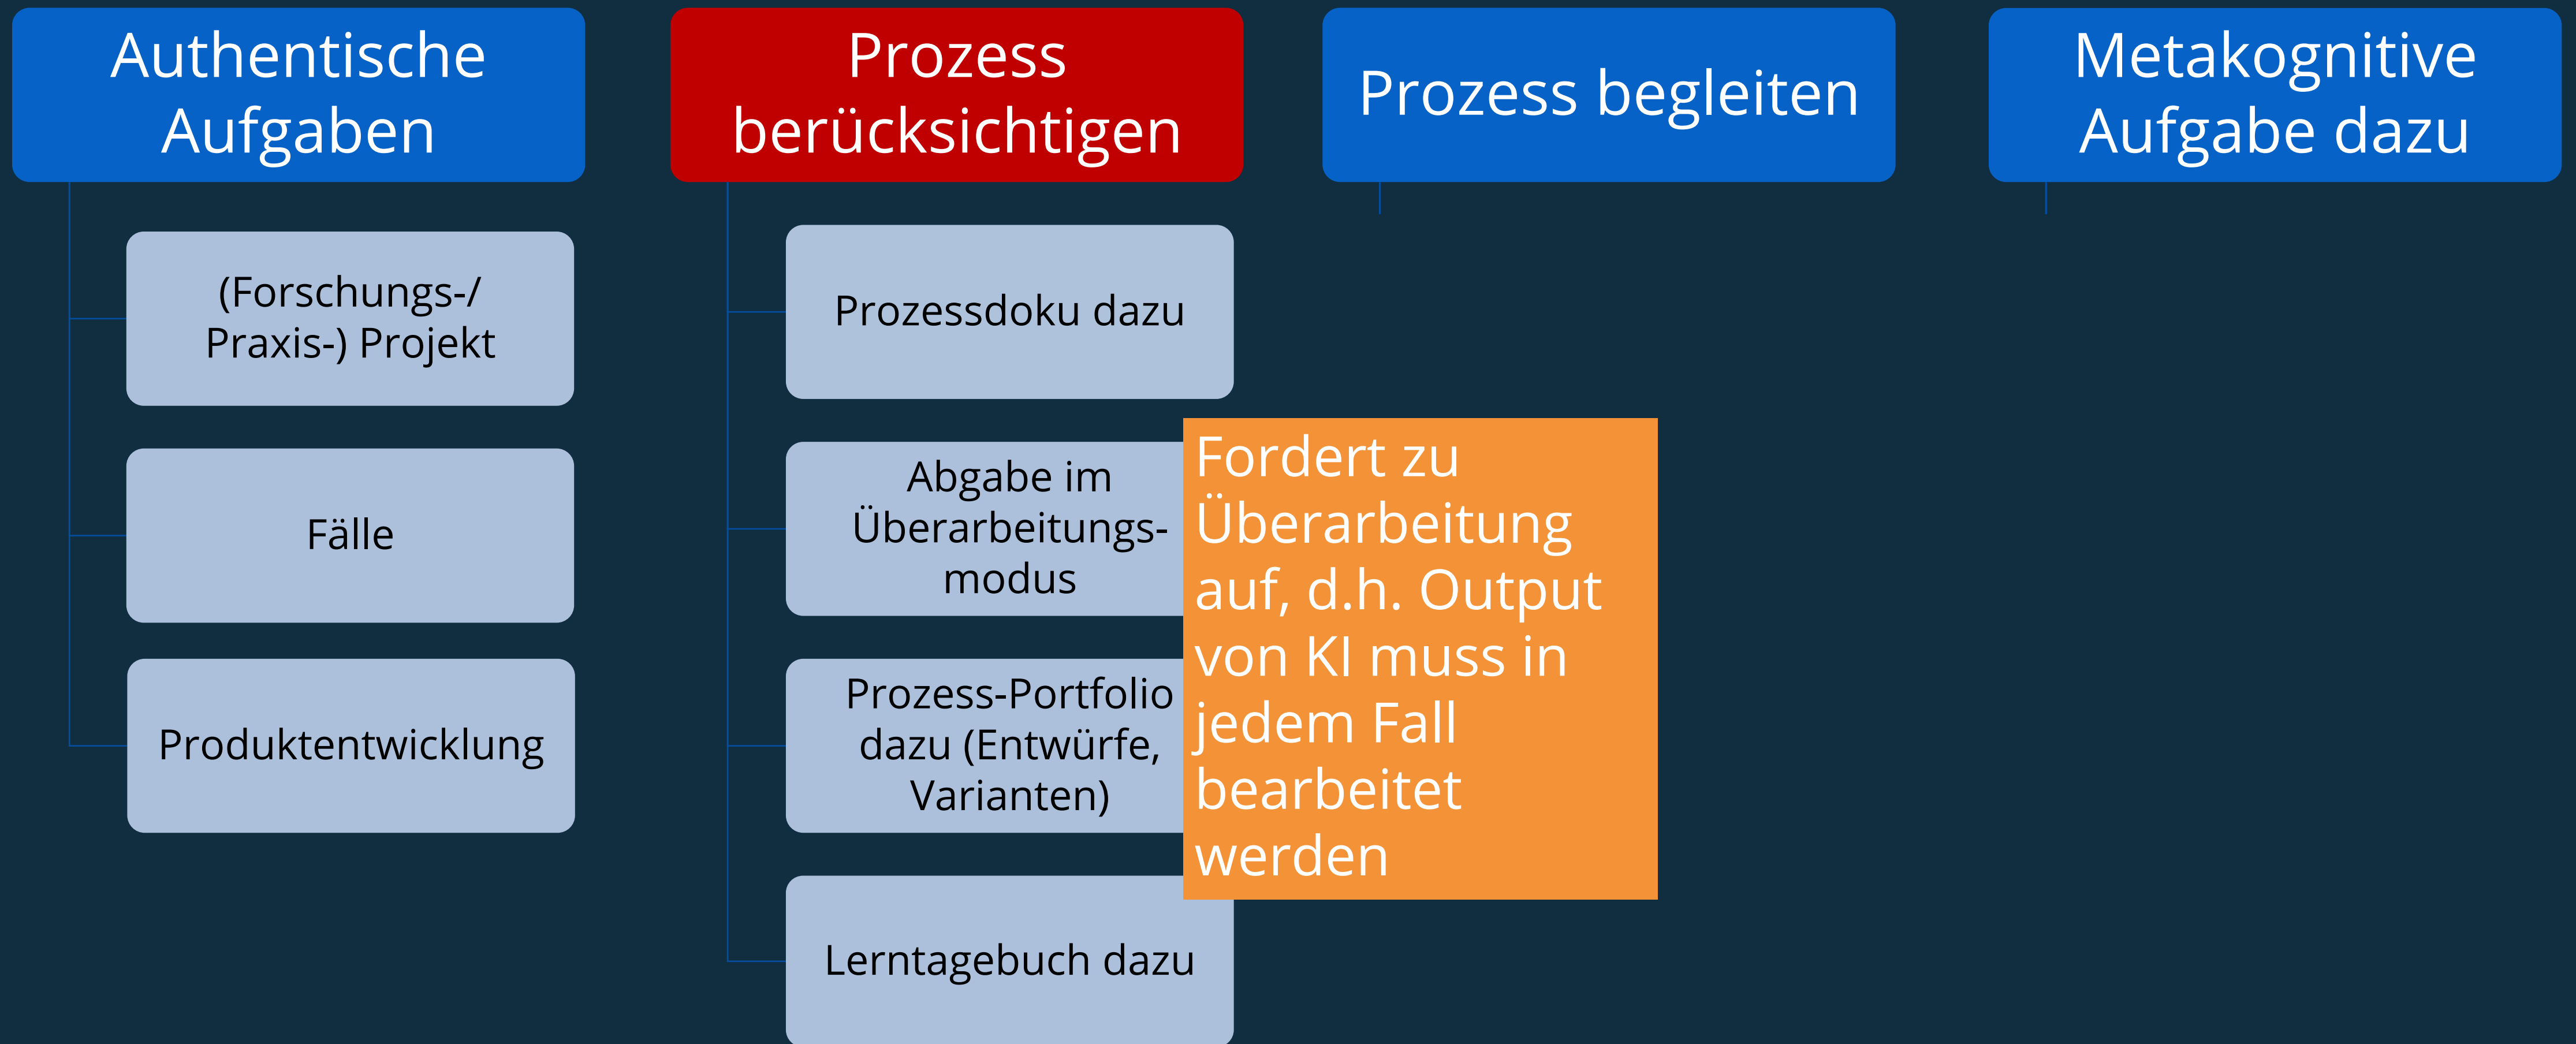 Authentische
Aufgaben
Prozess
berücksichtigen
Prozess begleiten
Metakognitive
Aufgabe dazu
(Forschungs-/
Praxis-) Projekt
Fälle
Produktentwicklung
Prozessdoku dazu
Abgabe im
Überarbeitungs-
modus
Prozess-Portfolio
dazu (Entwürfe,
Varianten)
Lerntagebuch dazu
Fordert zu
Überarbeitung
auf, d.h. Output
von KI muss in
jedem Fall
bearbeitet
werden